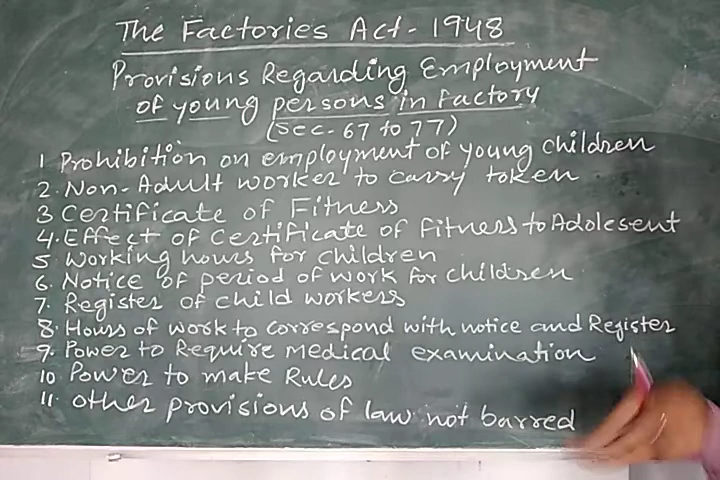 The Factories Act - 1948
Provisions Regarding Employment
of young persons in factory
(Sec - 67 to 77)
1 Prohibition on employment of young children
2. Non-Adult worker to carry token
3 Certificate of Fitness
4. Effect of Certificate of fitness to Adolesent
5. Working hours for children
6. Notice of period of work for children
7. Register of child workers
8. Hours of work to correspond with notice and Register
9. Power to Require medical examination
10 Power to make Rules
11. Other provisions of law not barred